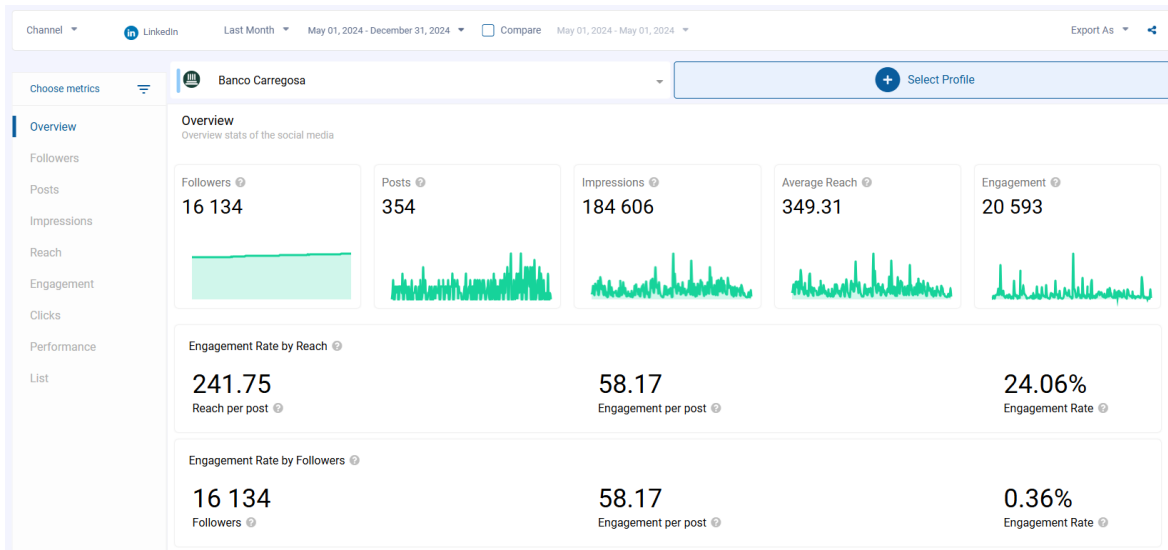 Channel
in LinkedIn
Last Month
May 01, 2024 - December 31, 2024
Compare
May 01, 2024 - May 01, 2024
Export As
Choose metrics
Banco Carregosa
+ Select Profile
Overview
Followers
Posts
Impressions
Reach
Engagement
Clicks
Performance
List
Overview
Overview stats of the social media
Followers ?
16 134
Posts ?
354
Impressions ?
184 606
Average Reach ?
349.31
Engagement ?
20 593
Engagement Rate by Reach ?
241.75
Reach per post ?
58.17
Engagement per post ?
24.06%
Engagement Rate ?
Engagement Rate by Followers ?
16 134
Followers ?
58.17
Engagement per post ?
0.36%
Engagement Rate ?